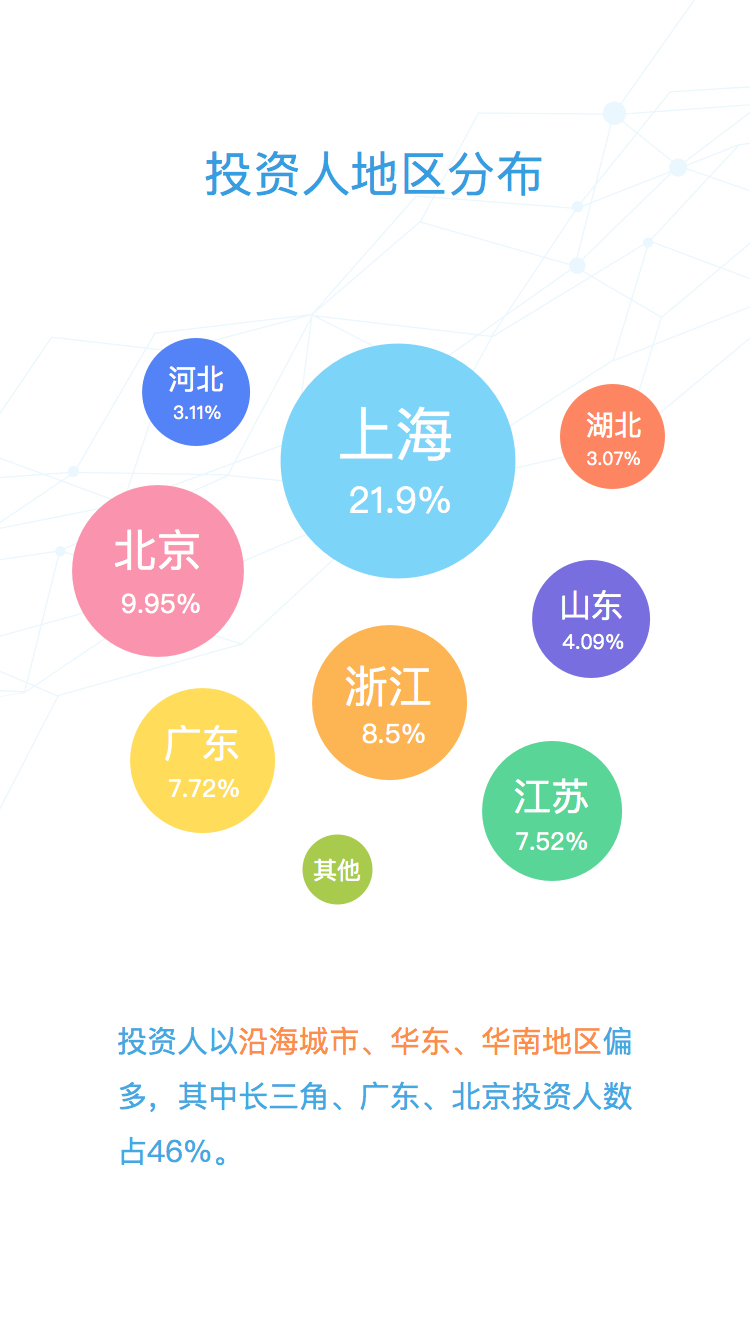 投资人地区分布
河北
3.11%
上海
21.9%
湖北
3.07%
北京
9.95%
山东
4.09%
浙江
8.5%
广东
7.72%
江苏
7.52%
其他
投资人以沿海城市、华东、华南地区偏
多，其中长三角、广东、北京投资人数
占46%。